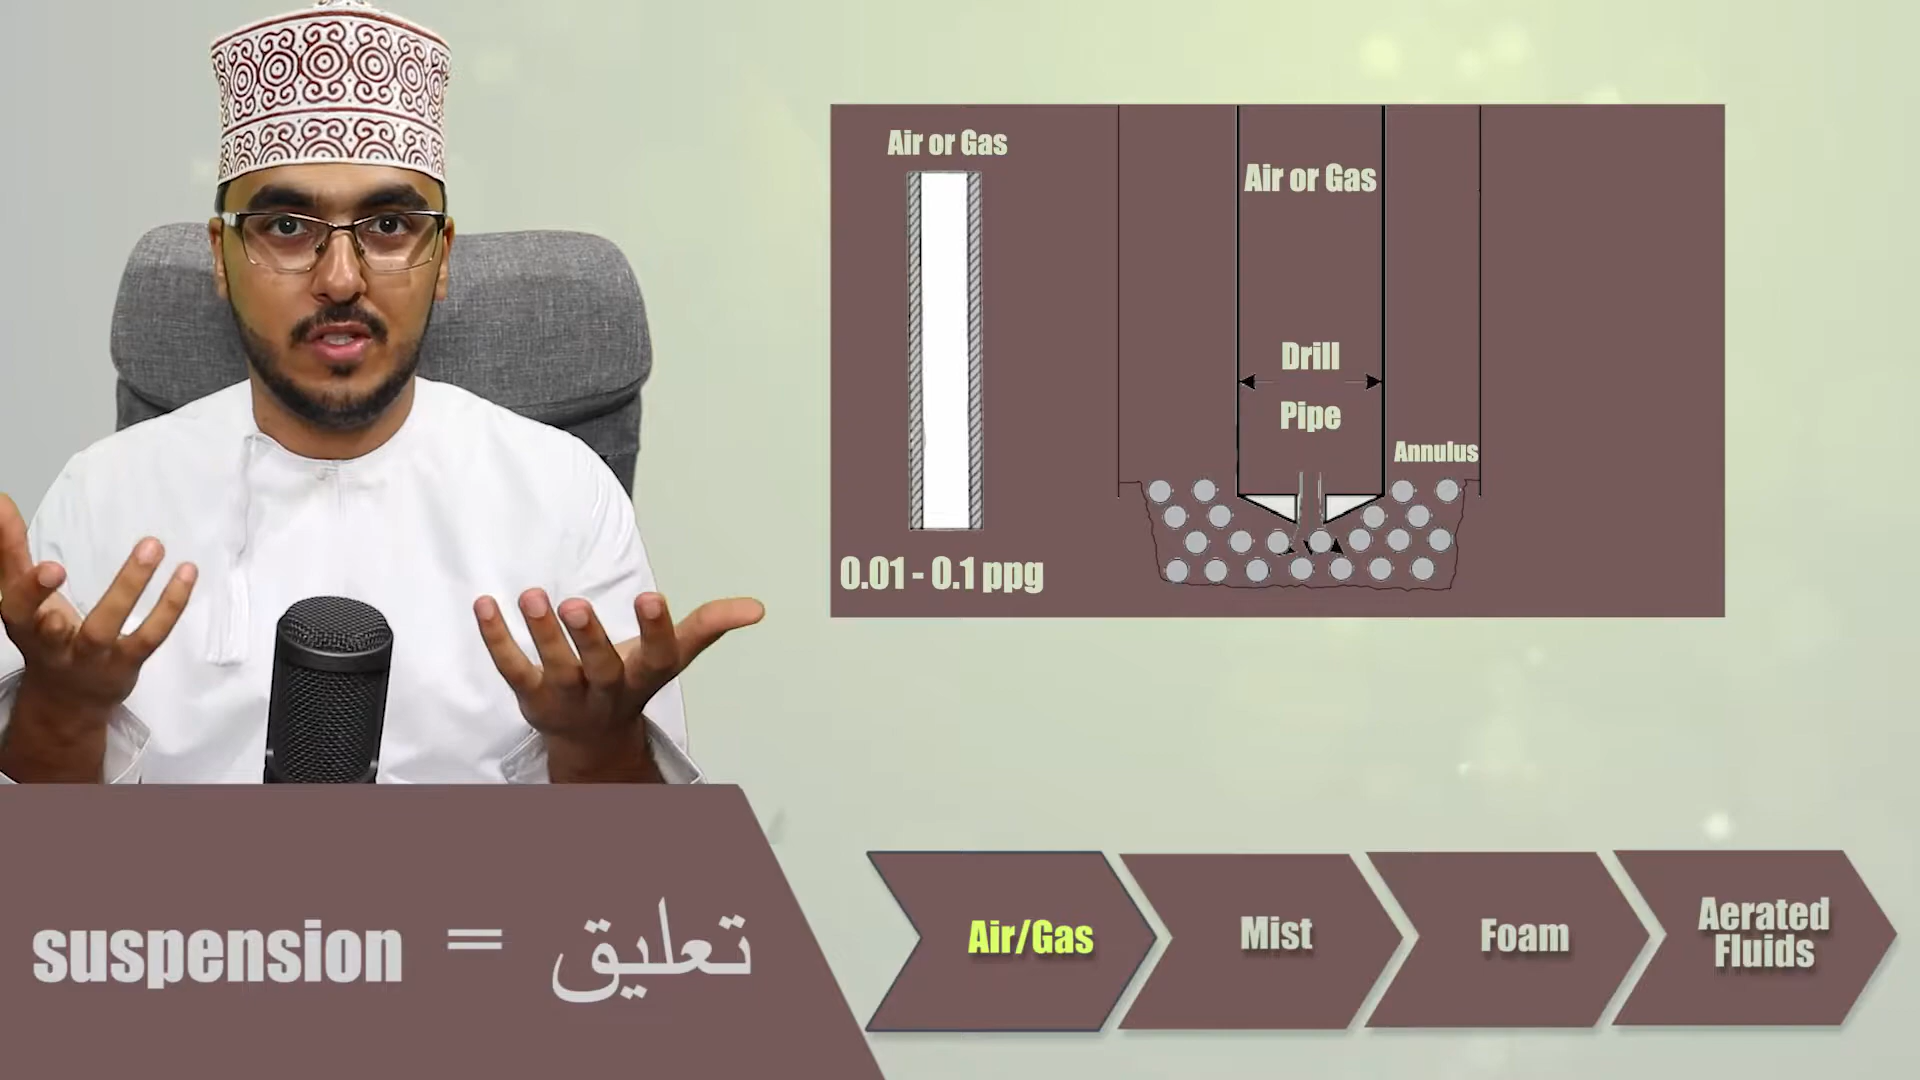 Air or Gas
0.01 - 0.1 ppg
Air or Gas
Drill
Pipe
Annulus
suspension = تعليق
Air/Gas
Mist
Foam
Aerated
Fluids